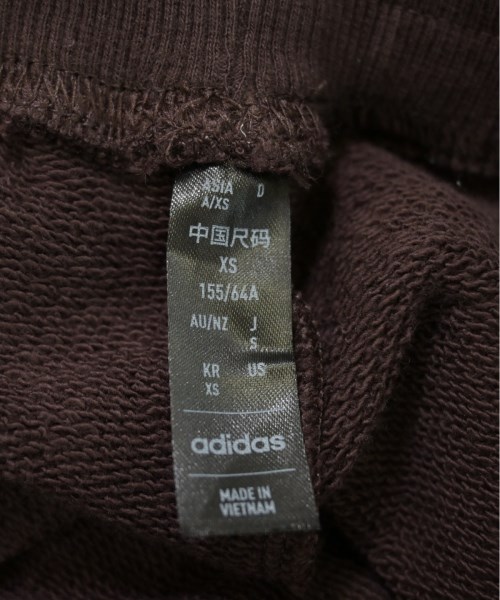 ASIA D
A/XS
中国尺码
XS
155/64A
AU/NZ J
S
KR US
XS
adidas
MADE IN
VIETNAM